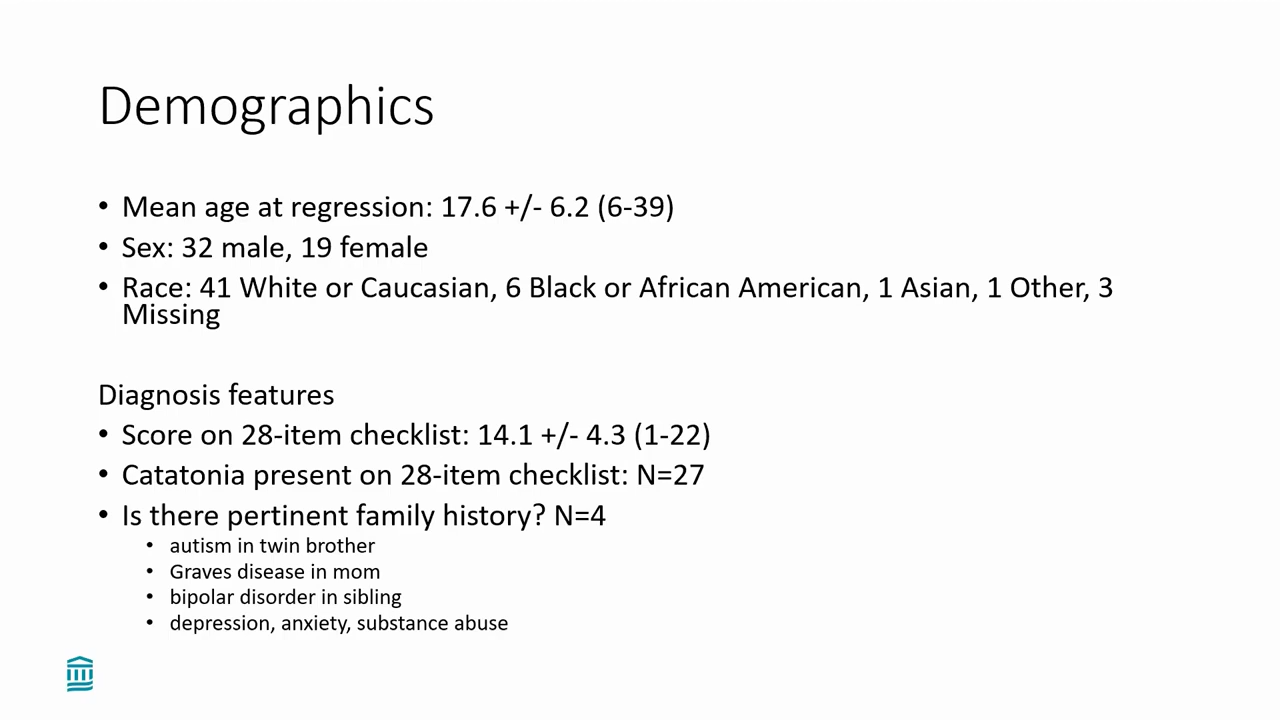 Demographics
• Mean age at regression: 17.6 +/- 6.2 (6-39)
• Sex: 32 male, 19 female
• Race: 41 White or Caucasian, 6 Black or African American, 1 Asian, 1 Other, 3
Missing
Diagnosis features
• Score on 28-item checklist: 14.1 +/- 4.3 (1-22)
• Catatonia present on 28-item checklist: N=27
• Is there pertinent family history? N=4
• autism in twin brother
• Graves disease in mom
• bipolar disorder in sibling
• depression, anxiety, substance abuse